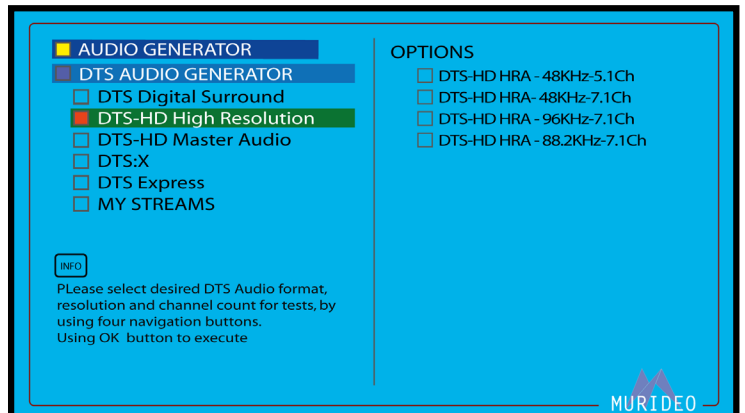 AUDIO GENERATOR
DTS AUDIO GENERATOR
DTS Digital Surround
DTS-HD High Resolution
DTS-HD Master Audio
DTS:X
DTS Express
MY STREAMS
INFO
PLease select desired DTS Audio format,
resolution and channel count for tests, by
using four navigation buttons.
Using OK button to execute
OPTIONS
DTS-HD HRA - 48KHz-5.1Ch
DTS-HD HRA- 48KHz-7.1Ch
DTS-HD HRA - 96KHz-7.1Ch
DTS-HD HRA - 88.2KHz-7.1Ch
MURIDEO